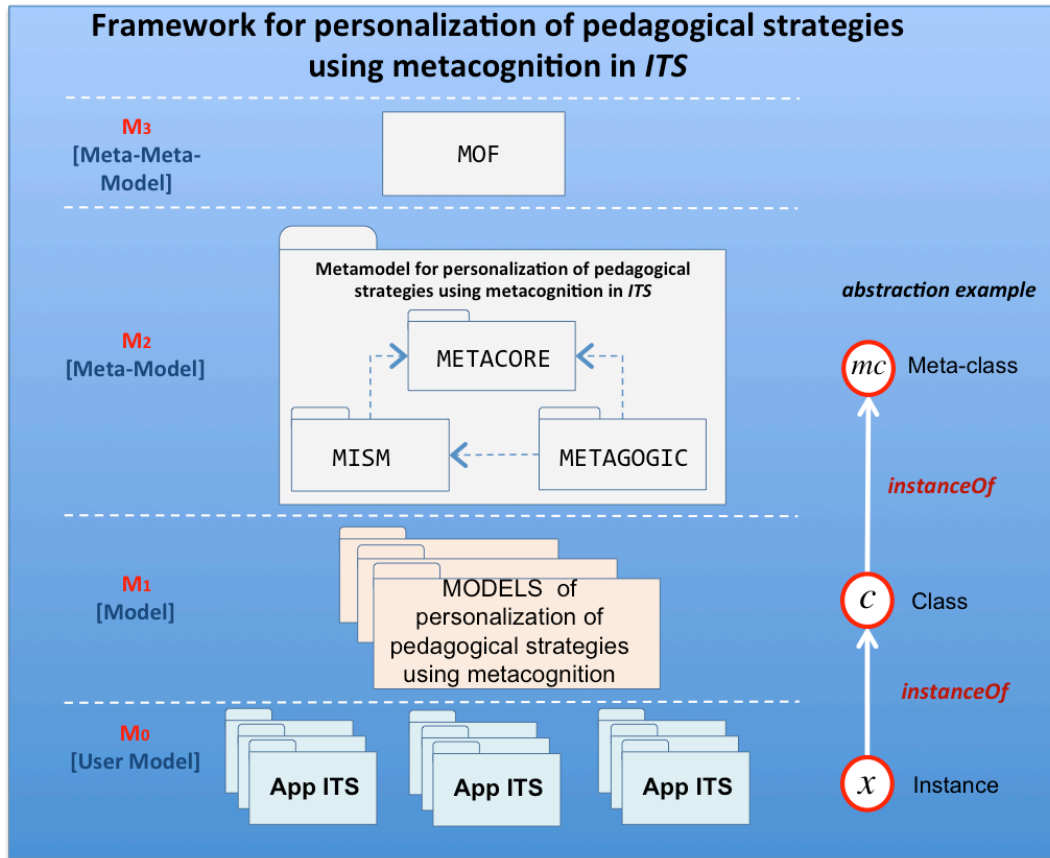 Framework for personalization of pedagogical strategies
using metacognition in ITS
M3
[Meta-Meta-
Model]
MOF
Metamodel for personalization of pedagogical
strategies using metacognition in ITS
abstraction example
M2
[Meta-Model]
METACORE
mc Meta-class
MISM
METAGOGIC
instanceOf
M1
[Model]
MODELS of
personalization of
pedagogical strategies
using metacognition
c Class
instanceOf
M0
[User Model]
App ITS
App ITS
App ITS
x Instance